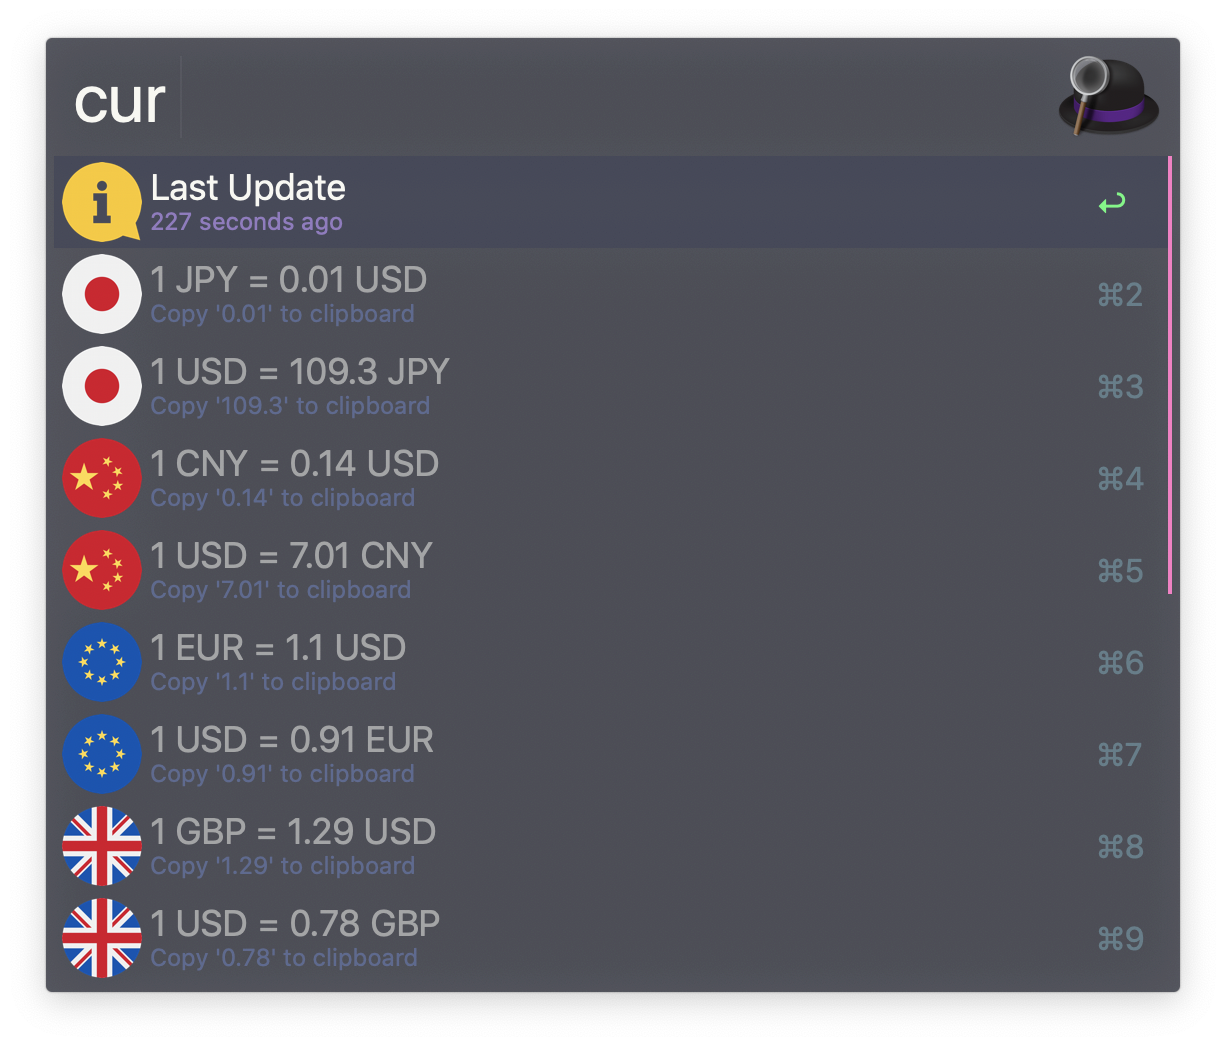 cur
Last Update
227 seconds ago
1 JPY = 0.01 USD
Copy '0.01' to clipboard
⌘2
1 USD = 109.3 JPY
Copy '109.3' to clipboard
⌘3
1 CNY = 0.14 USD
Copy '0.14' to clipboard
⌘4
1 USD = 7.01 CNY
Copy '7.01' to clipboard
⌘5
1 EUR = 1.1 USD
Copy '1.1' to clipboard
⌘6
1 USD = 0.91 EUR
Copy '0.91' to clipboard
⌘7
1 GBP = 1.29 USD
Copy '1.29' to clipboard
⌘8
1 USD = 0.78 GBP
Copy '0.78' to clipboard
⌘9